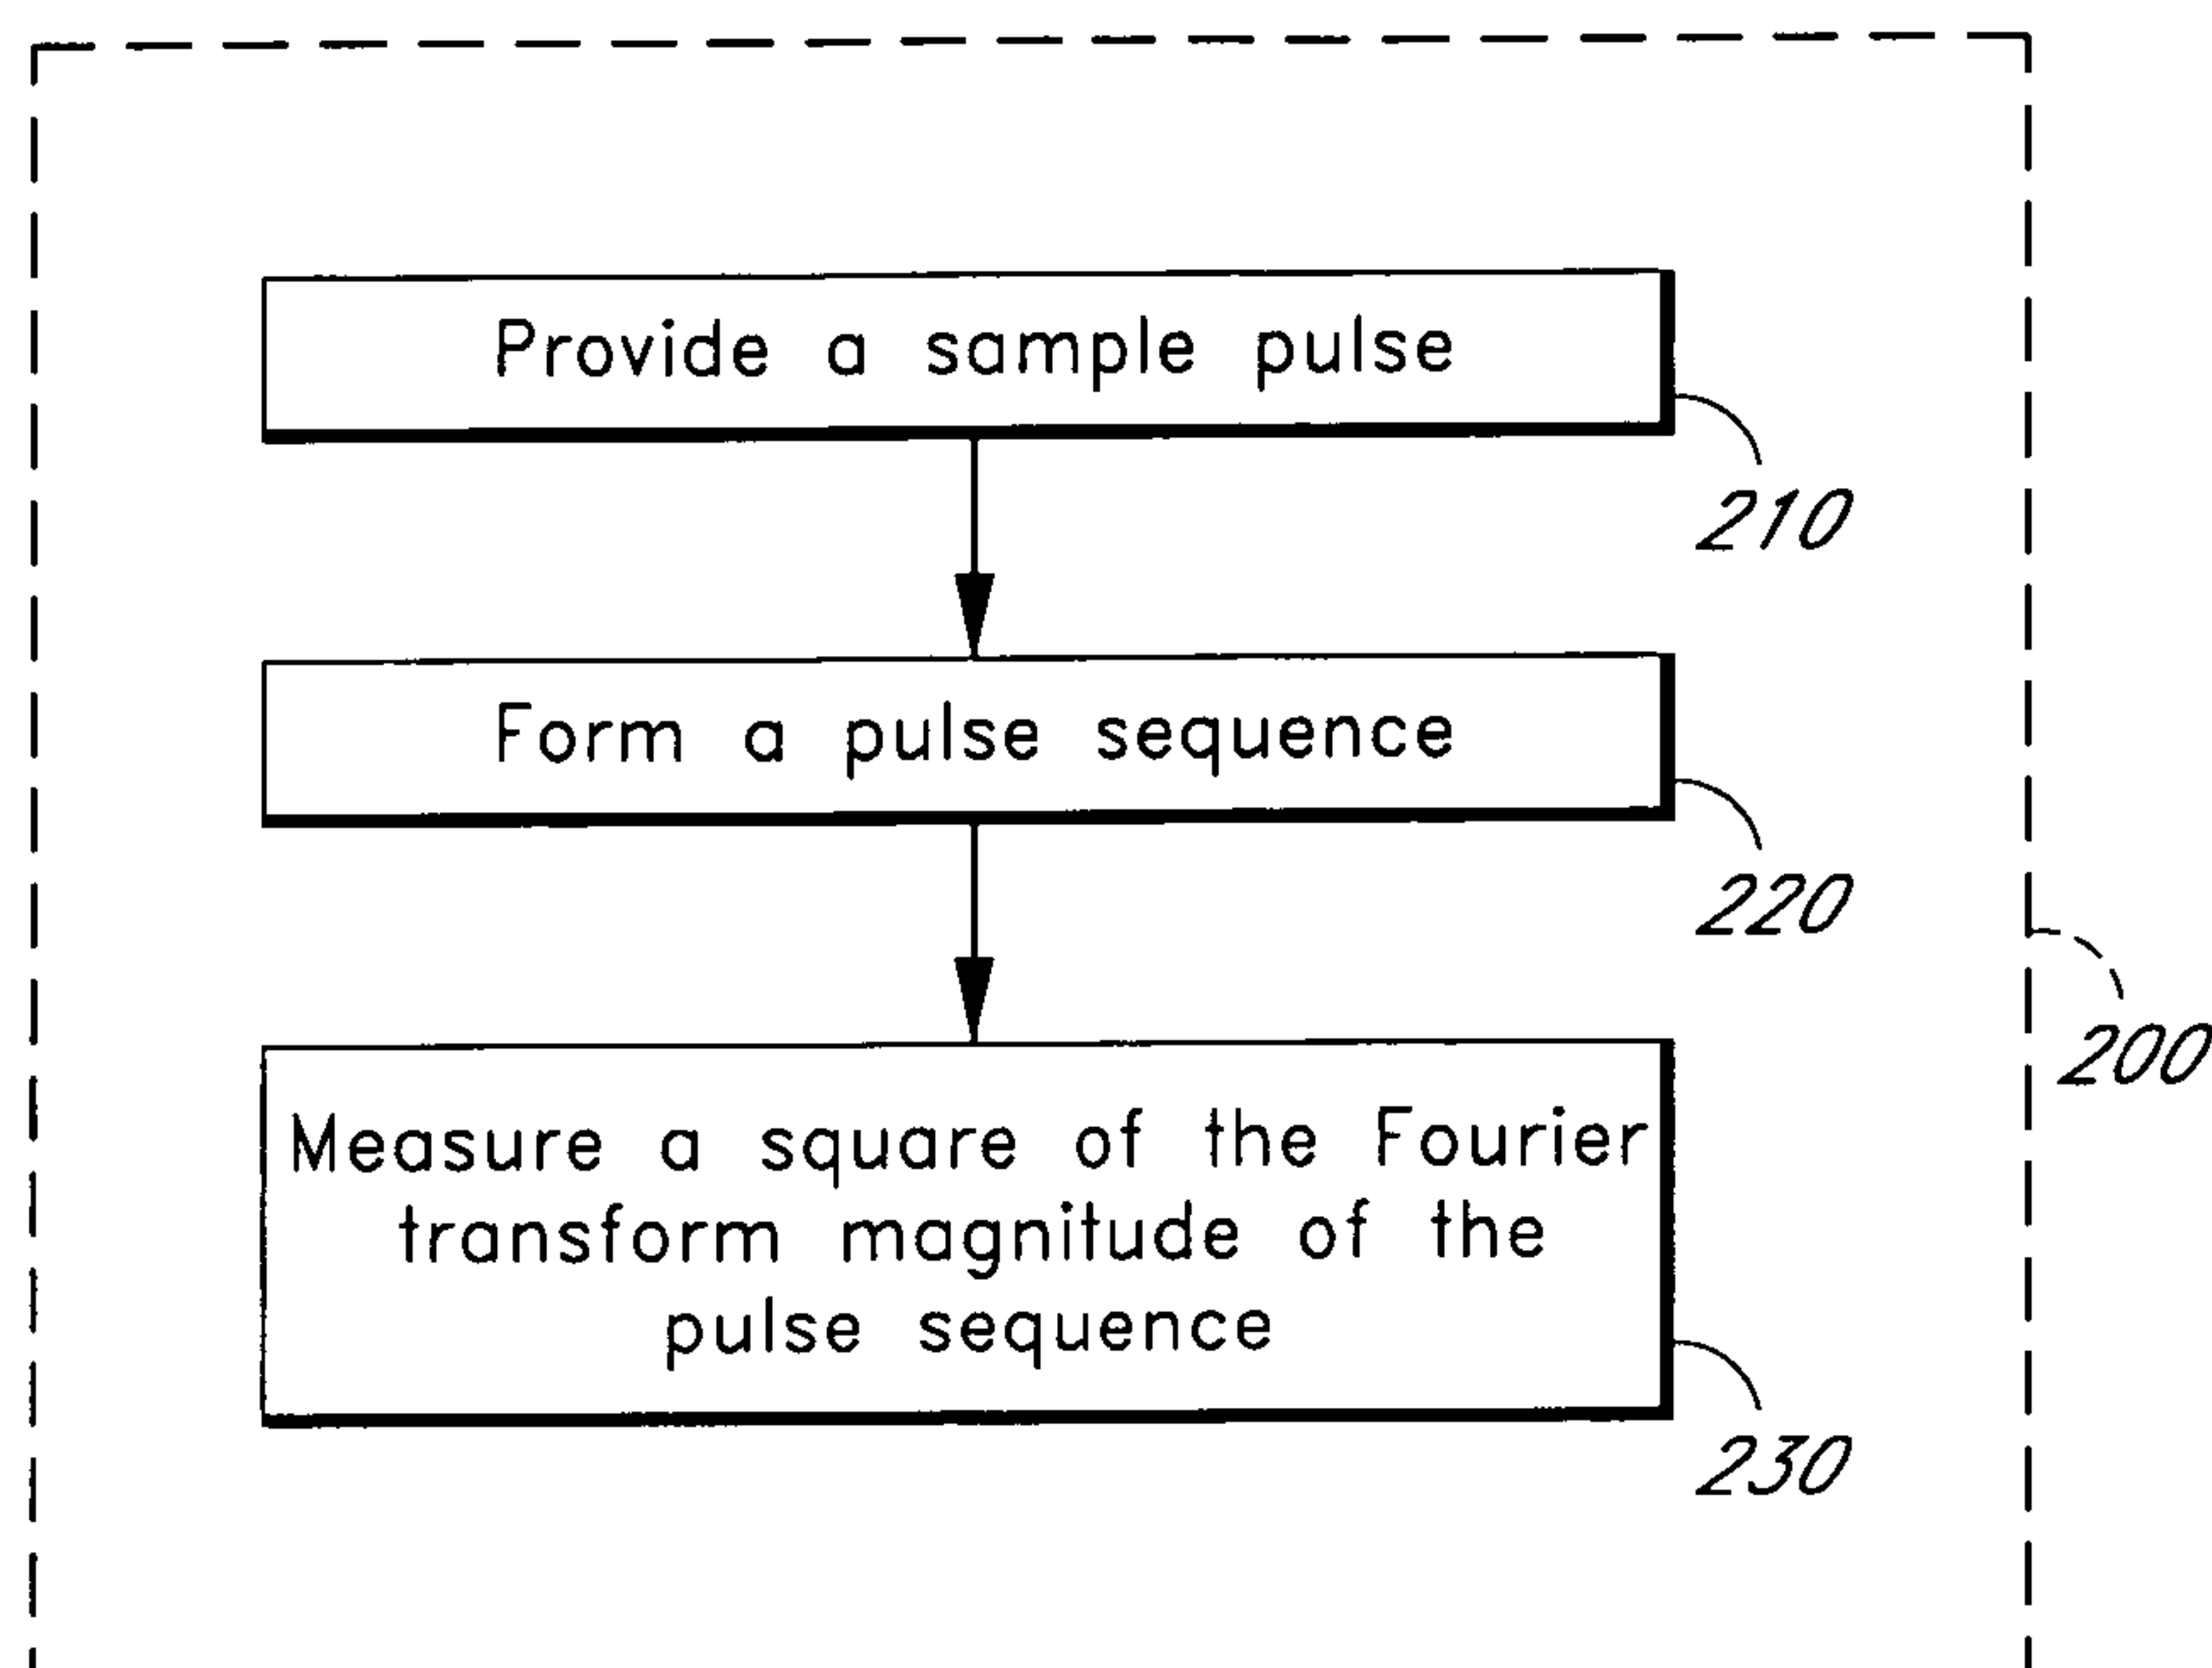 Provide a sample pulse
210
Form a pulse sequence
220
200
Measure a square of the Fourier
transform magnitude of the
pulse sequence
230